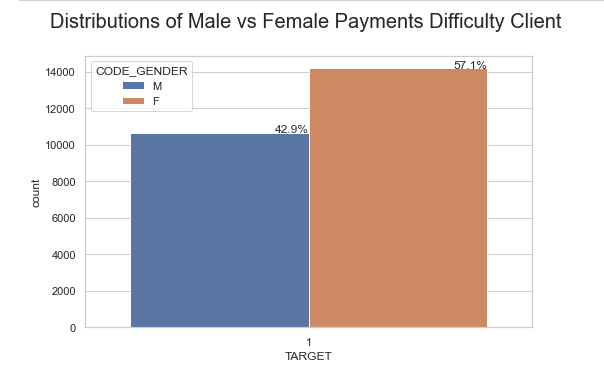 Distributions of Male vs Female Payments Difficulty Client
CODE_GENDER
M
F
42.9%
57.1%
14000
12000
10000
8000
6000
4000
2000
0
count
1
TARGET